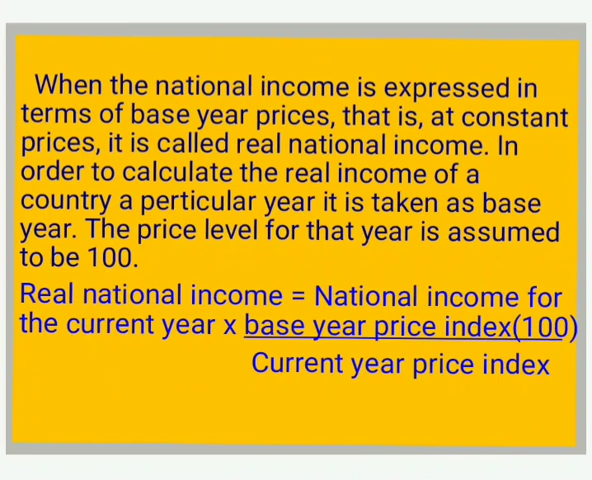 When the national income is expressed in
terms of base year prices, that is, at constant
prices, it is called real national income. In
order to calculate the real income of a
country a perticular year it is taken as base
year. The price level for that year is assumed
to be 100.
Real national income = National income for
the current year x base year price index(100)
Current year price index